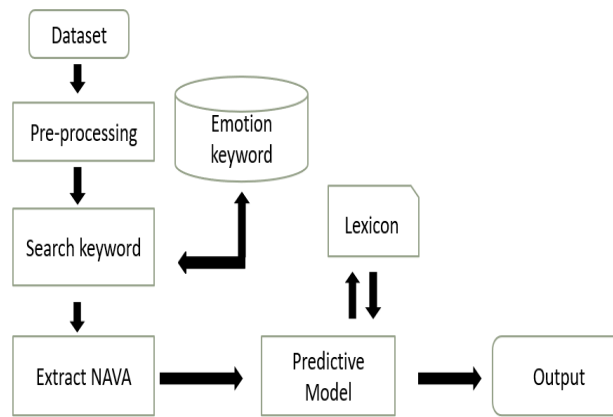 Dataset
Pre-processing
Emotion
keyword
Search keyword
Lexicon
Extract NAVA
Predictive
Model
Output